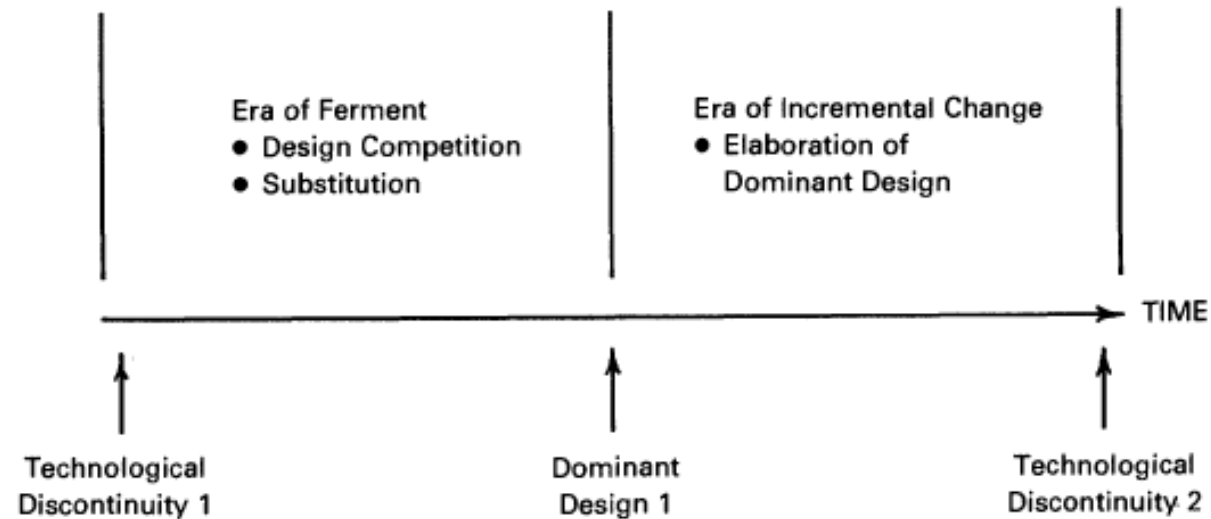 Era of Ferment
● Design Competition
● Substitution
Era of Incremental Change
● Elaboration of
Dominant Design
TIME
Technological
Discontinuity 1
Dominant
Design 1
Technological
Discontinuity 2